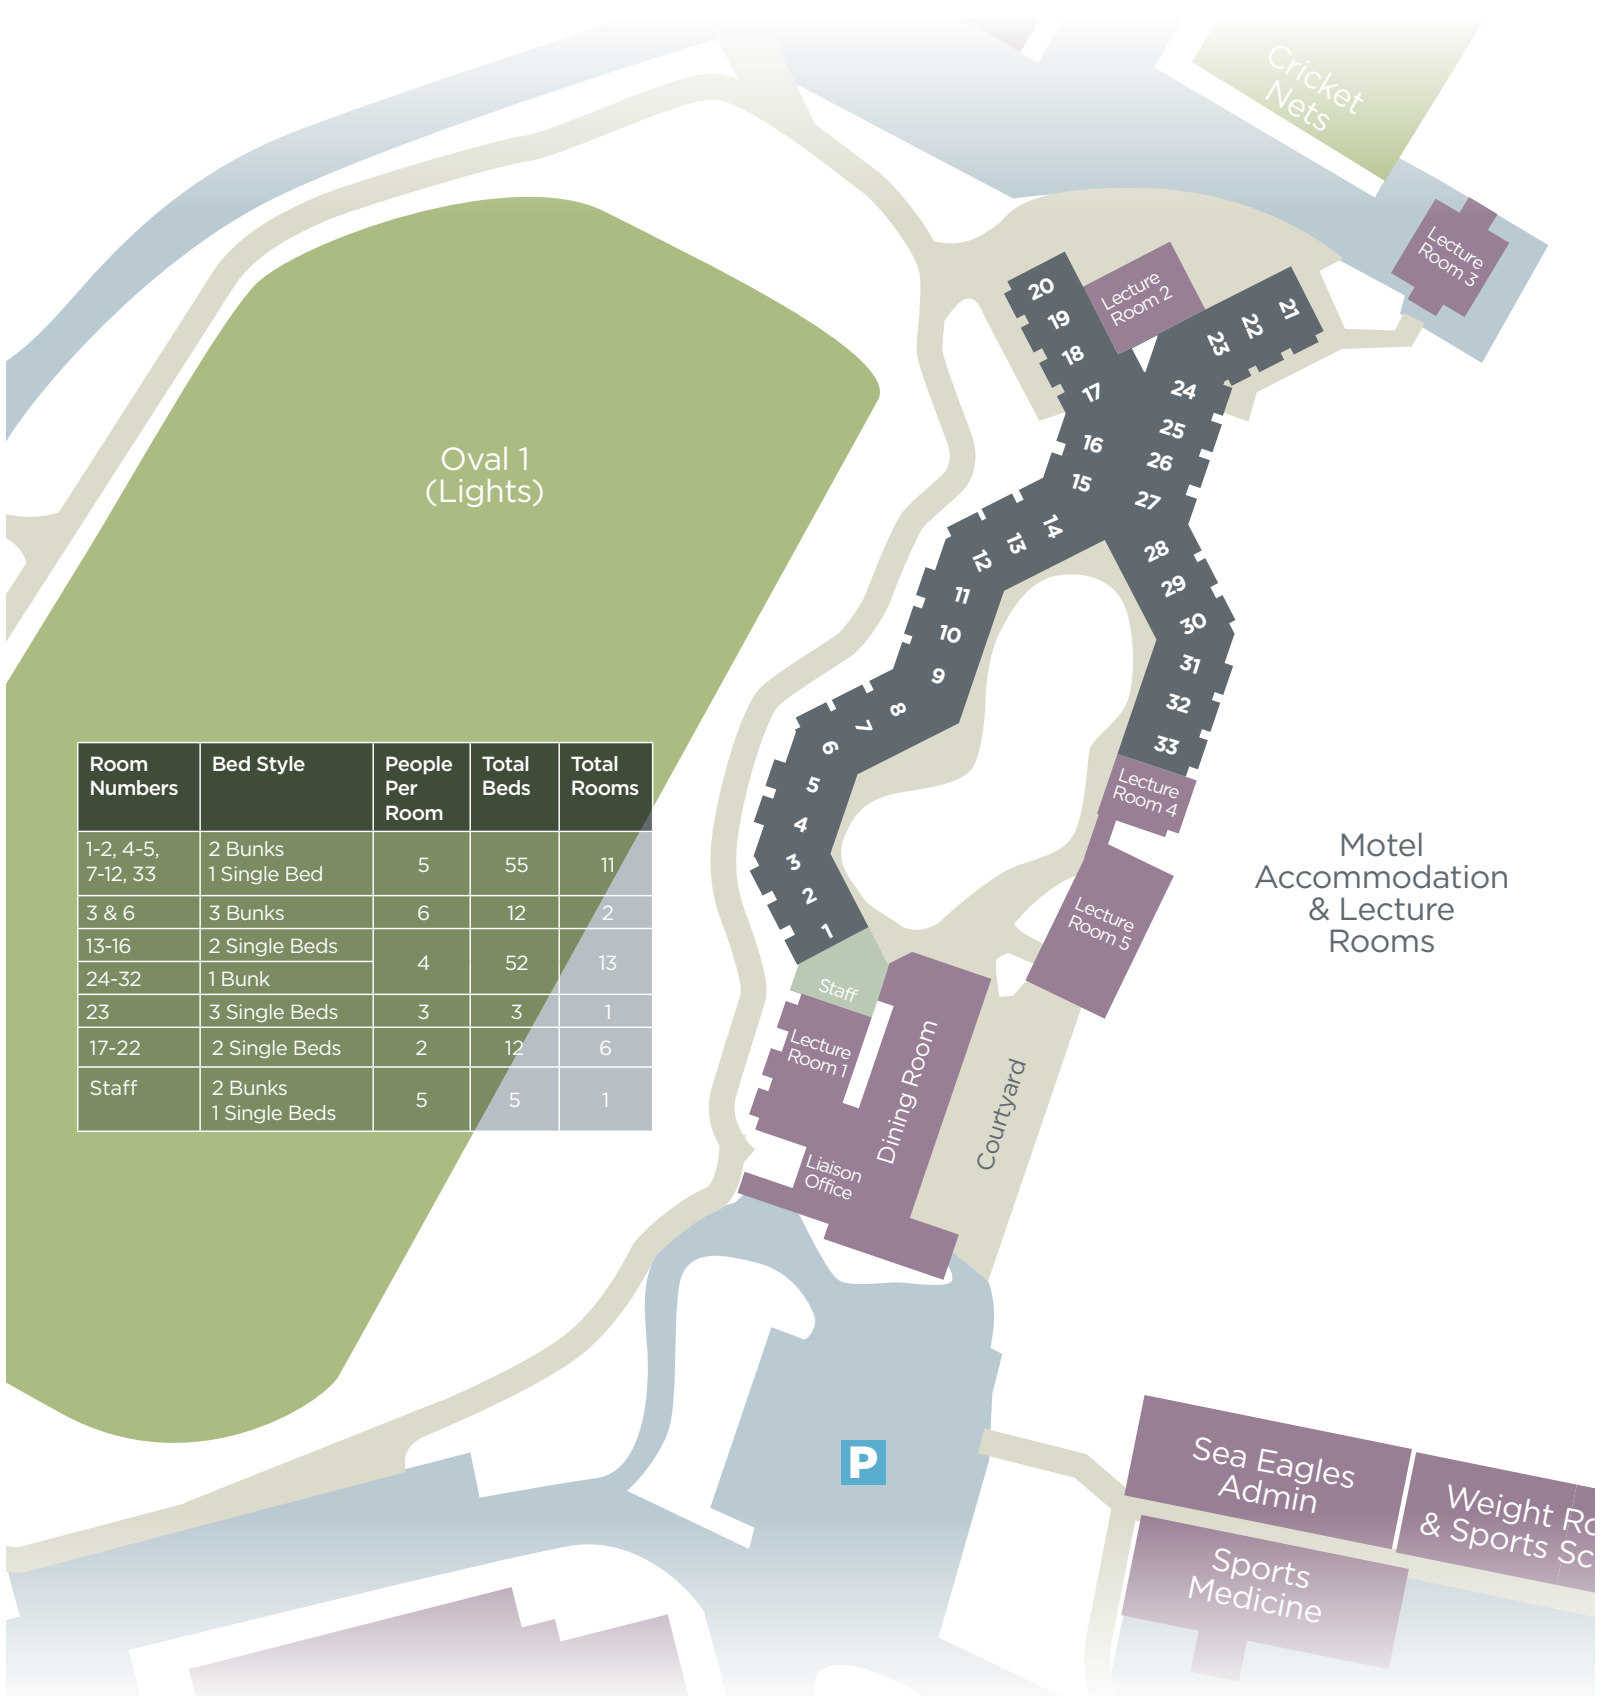 Cricket
Nets
Lecture
Room 3
Lecture
Room 2
20
19
18
17
16
15
14
13
12
11
10
9
8
7
6
5
4
3
2
1
21
22
23
24
25
26
27
28
29
30
31
32
33
Oval 1
(Lights)
Room Numbers Bed Style People Per Room Total Beds Total Rooms
1-2, 4-5, 7-12, 33 2 Bunks 1 Single Bed 5 55 11
3 & 6 3 Bunks 6 12 2
13-16 2 Single Beds 4 52 13
24-32 1 Bunk
23 3 Single Beds 3 3 1
17-22 2 Single Beds 2 12 6
Staff 2 Bunks 1 Single Beds 5 5 1
Lecture
Room 4
Lecture
Room 5
Motel
Accommodation
& Lecture
Rooms
Staff
Lecture
Room 1
Dining Room
Courtyard
Liaison
Office
P
Sea Eagles
Admin
Weight Ro
& Sports Sc
Sports
Medicine